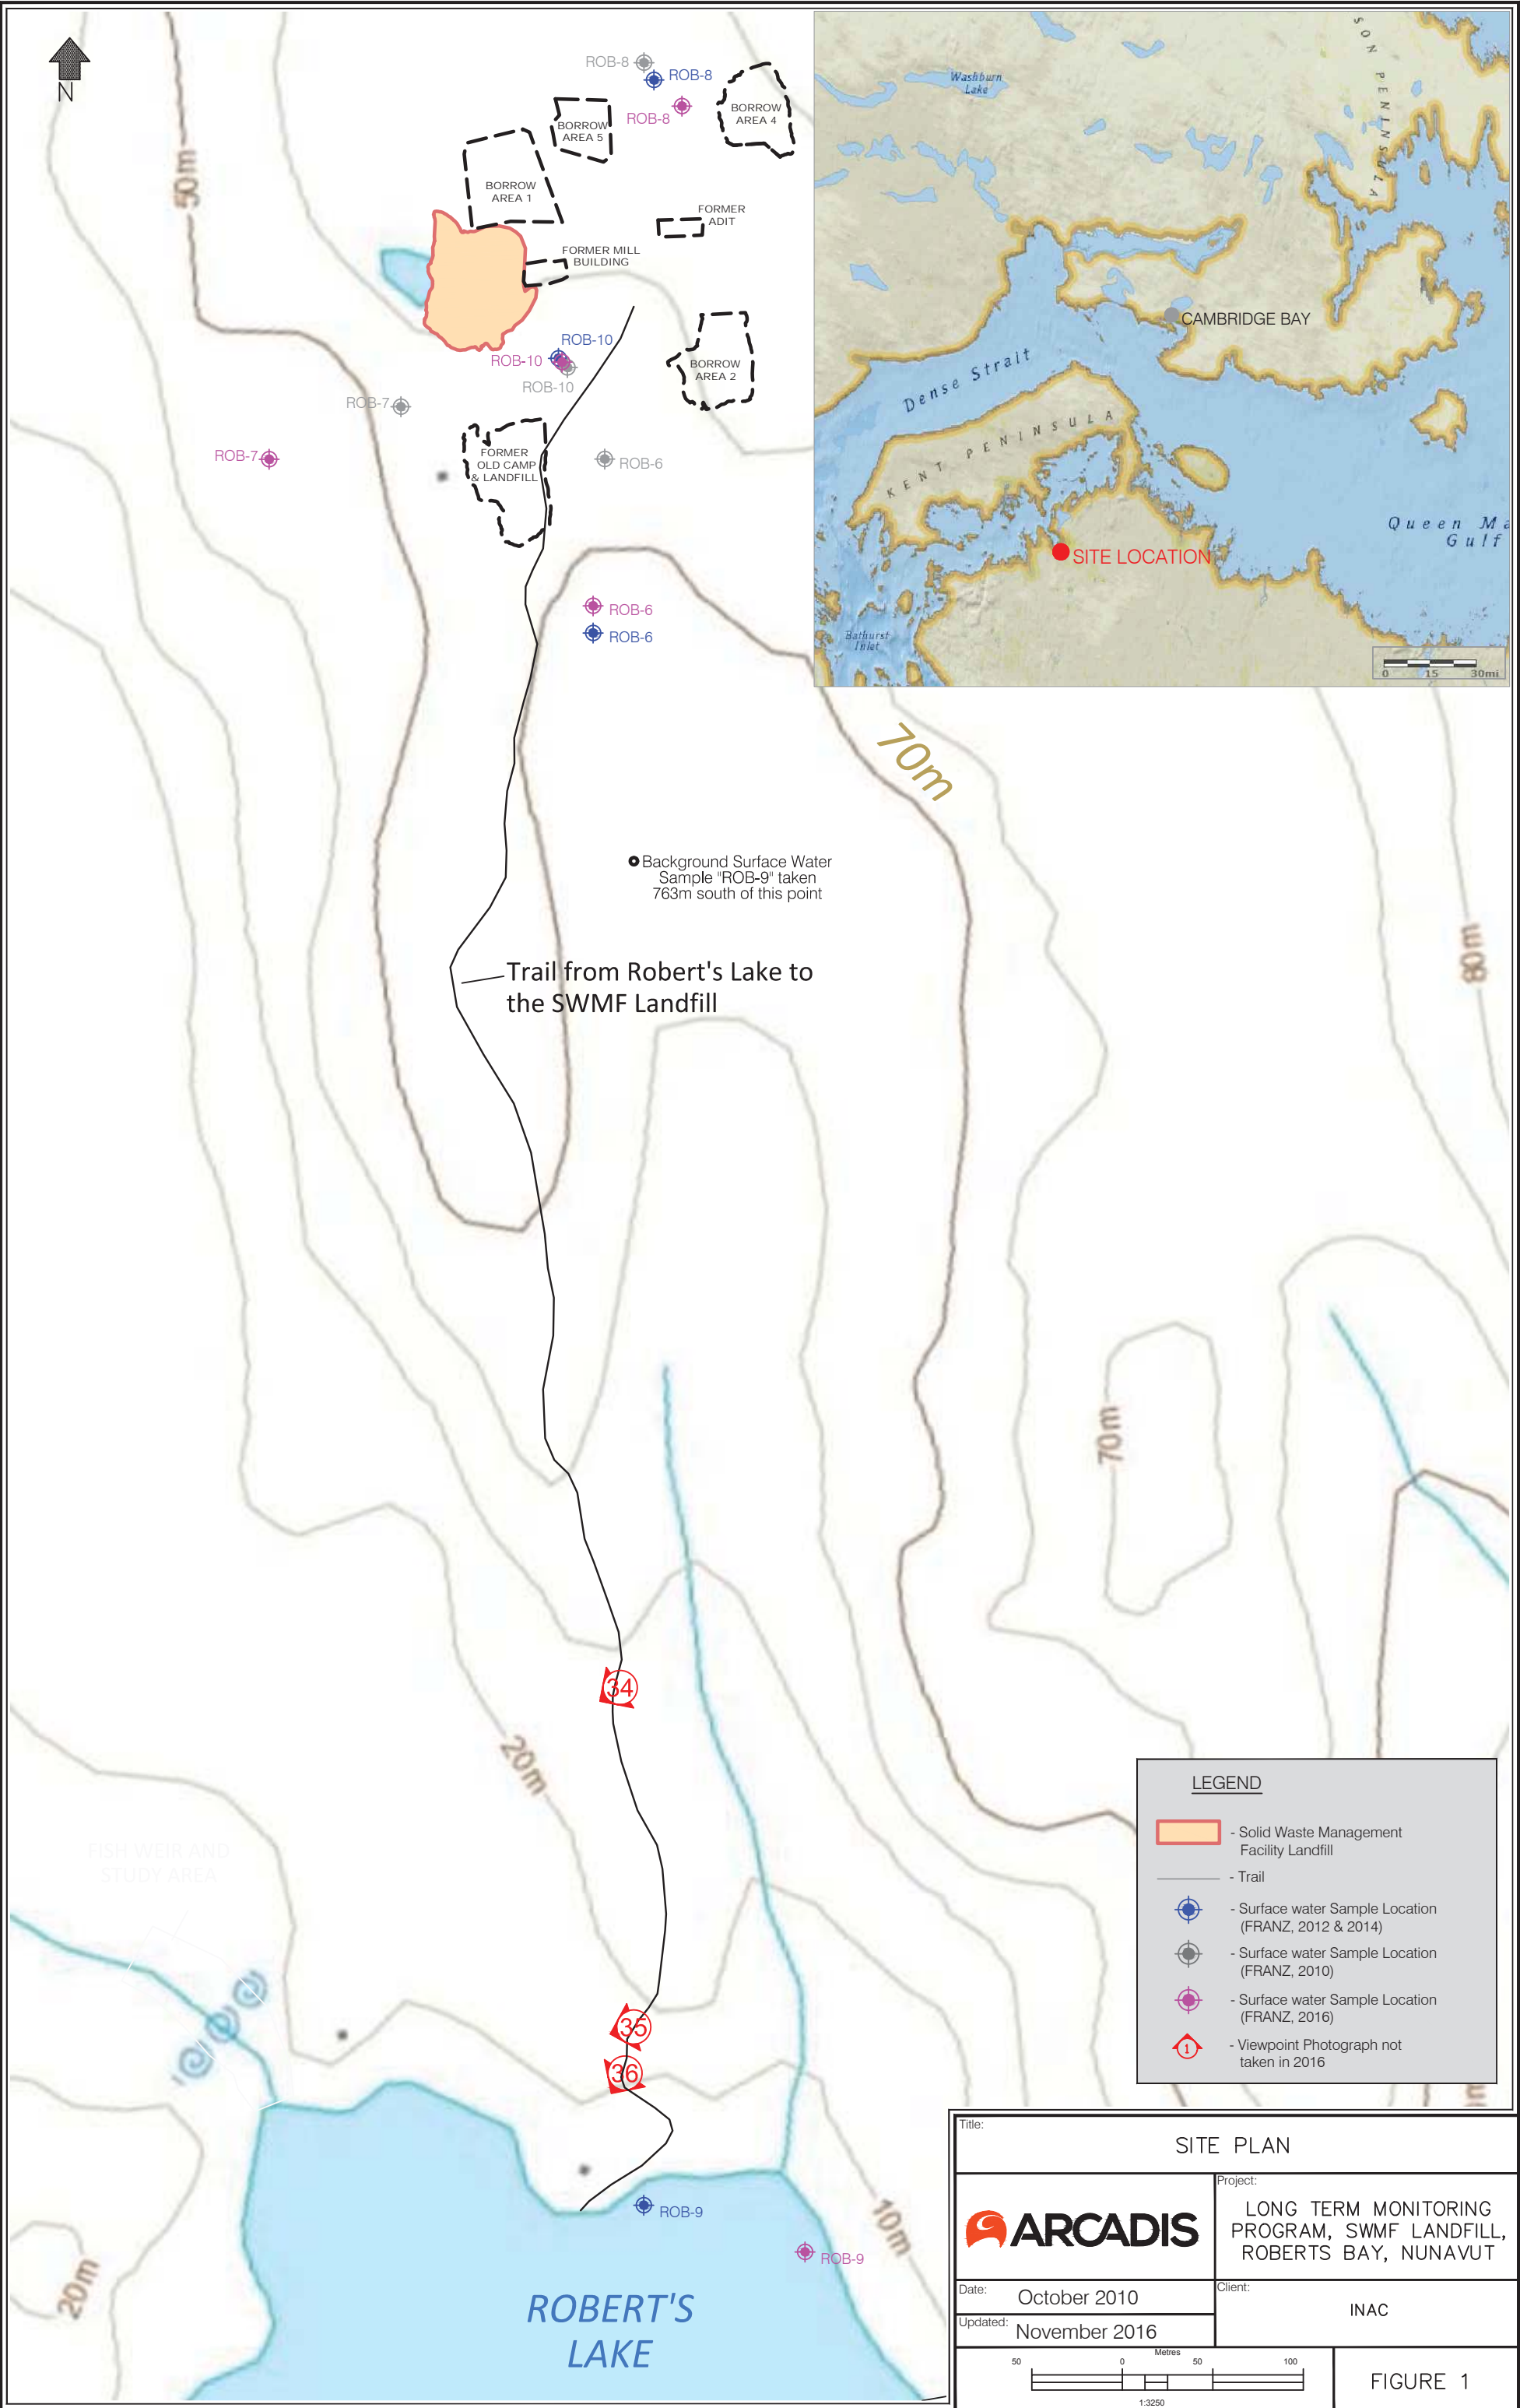 N
50m
ROB-8
ROB-8
ROB-8
BORROW
AREA 4
BORROW
AREA 5
BORROW
AREA 1
FORMER
ADIT
FORMER MILL
BUILDING
ROB-10
ROB-10
ROB-10
BORROW
AREA 2
ROB-7
ROB-7
FORMER
OLD CAMP
& LANDFILL
ROB-6
ROB-6
ROB-6
Washburn
Lake
SON PENINSULA
CAMBRIDGE BAY
Dense Strait
KENT PENINSULA
Queen Ma
Gulf
SITE LOCATION
Bathurst
Inlet
0 15 30mi
70m
Background Surface Water
Sample "ROB-9" taken
763m south of this point
80m
Trail from Robert's Lake to
the SWMF Landfill
70m
34
20m
FISH WEIR AND
STUDY AREA
35
36
ROB-9
ROB-9
10m
20m
ROBERT'S
LAKE
LEGEND
- Solid Waste Management
Facility Landfill
- Trail
- Surface water Sample Location
(FRANZ, 2012 & 2014)
- Surface water Sample Location
(FRANZ, 2010)
- Surface water Sample Location
(FRANZ, 2016)
1
- Viewpoint Photograph not
taken in 2016
Title:
SITE PLAN
ARCADIS
Project:
LONG TERM MONITORING
PROGRAM, SWMF LANDFILL,
ROBERTS BAY, NUNAVUT
Date:
October 2010
Client:
INAC
Updated:
November 2016
Metres
50 0 50 100
1:3250
FIGURE 1